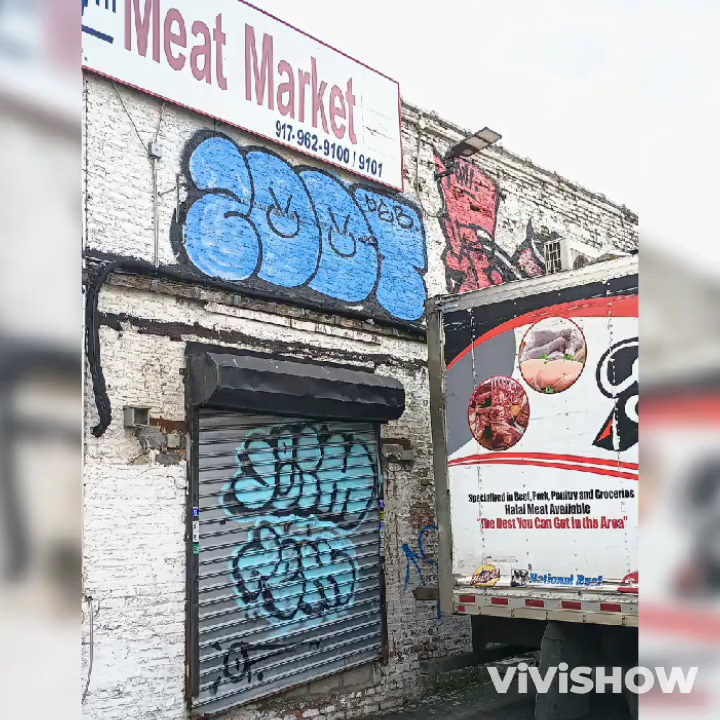 Meat Market
917-962-9100 / 9101
Specialized in Beef, Pork, Poultry and Groceries
Halal Meat Available
"The Best You Can Get in the Area"
National Beef
ViViSHOW